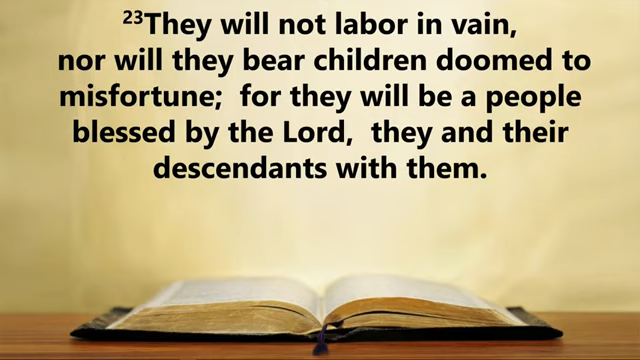 23They will not labor in vain,
nor will they bear children doomed to
misfortune; for they will be a people
blessed by the Lord, they and their
descendants with them.